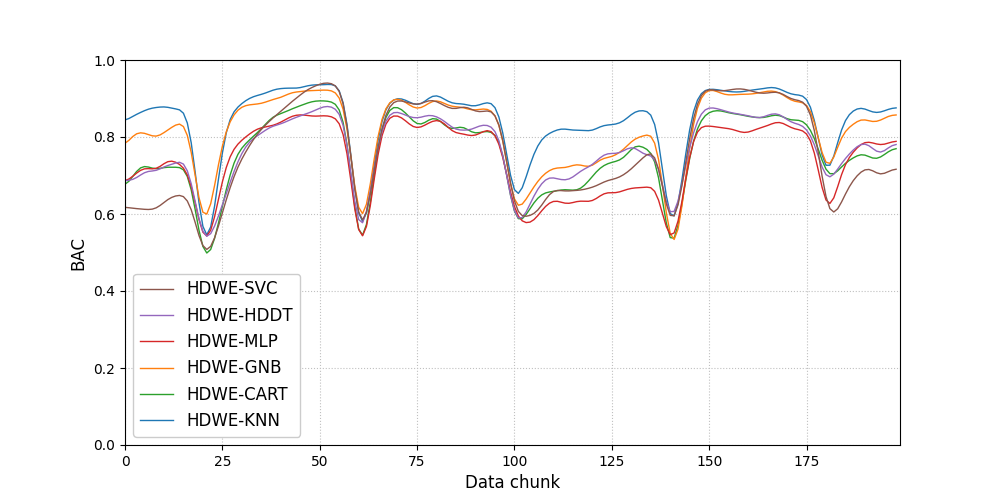 1.0
0.8
0.6
0.4
0.2
0.0
BAC
HDWE-SVC
HDWE-HDDT
HDWE-MLP
HDWE-GNB
HDWE-CART
HDWE-KNN
0 25 50 75 100 125 150 175
Data chunk